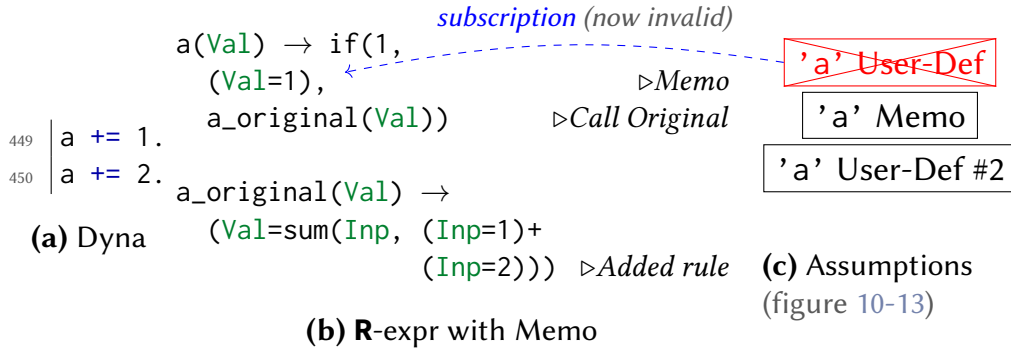 subscription (now invalid)
a(Val) → if(1,
(Val=1), ▷Memo
a_original(Val)) ▷Call Original
'a' User-Def
'a' Memo
'a' User-Def #2
449 a += 1.
450 a += 2.
(a) Dyna
a_original(Val) →
(Val=sum(Inp, (Inp=1)+
(Inp=2))) ▷Added rule
(b) R-expr with Memo
(c) Assumptions
(figure 10-13)